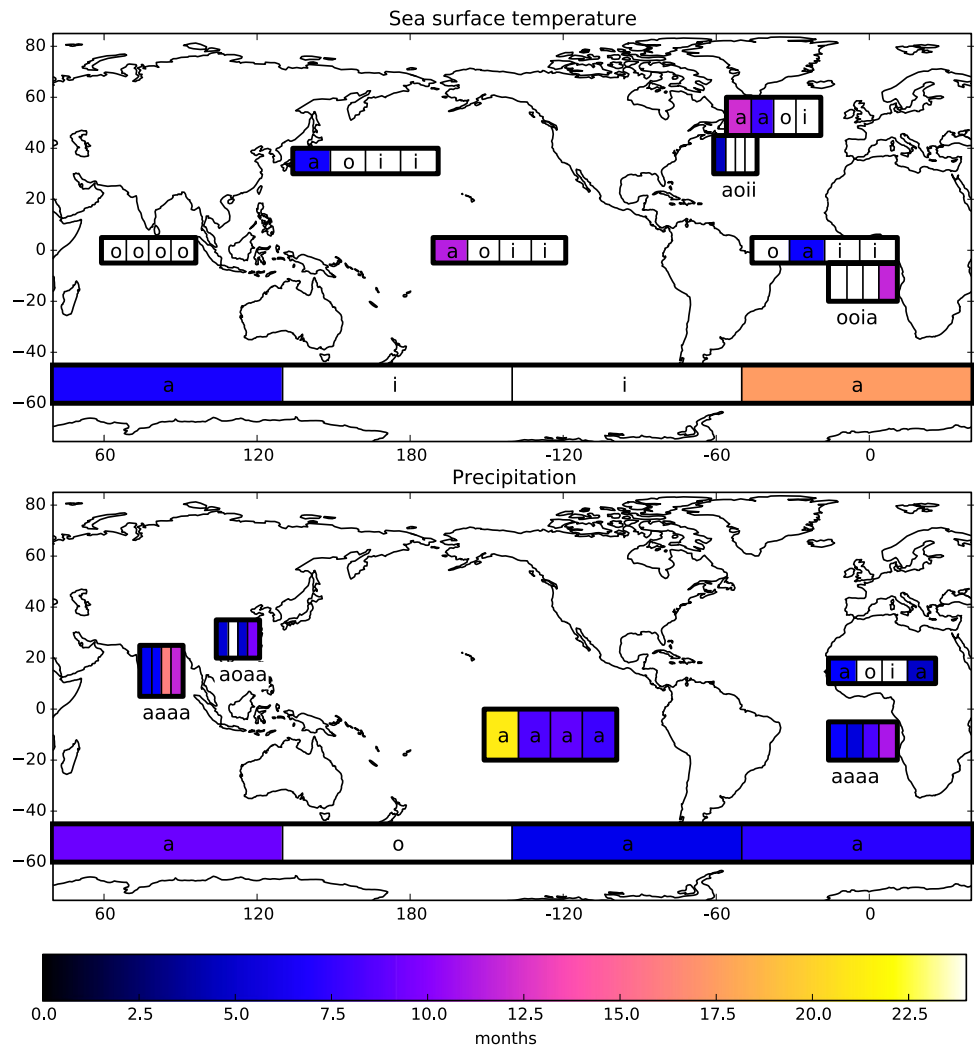 Sea surface temperature
80
60
a a o i
40
a o i i
aoii
20
0
o o o o
a o i i
o a i i
−20
ooia
−40
a i i a
−60
60 120 180 -120 -60 0
Precipitation
80
60
40
20
aoaa
a o i a
aaaa
0
a a a a
−20
aaaa
−40
a o a a
−60
60 120 180 -120 -60 0
0.0 2.5 5.0 7.5 10.0 12.5 15.0 17.5 20.0 22.5
months